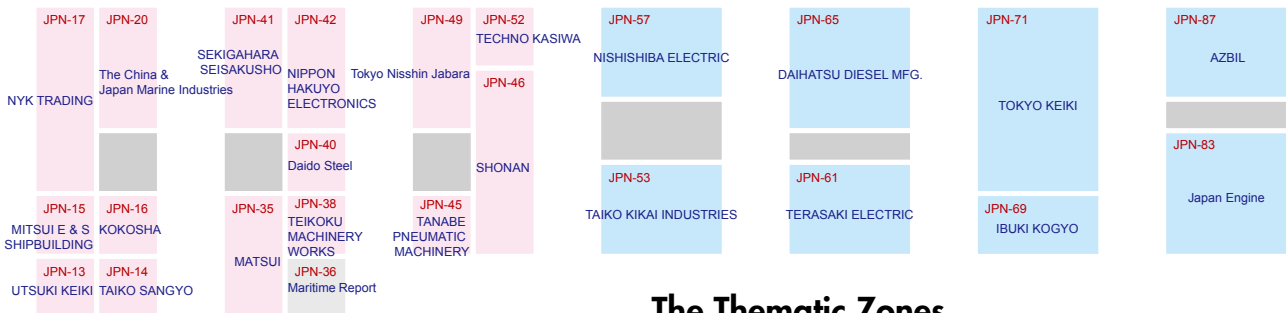 JPN-17
NYK TRADING
JPN-20
The China &
Japan Marine Industries
JPN-15
MITSUI E & S
SHIPBUILDING
JPN-16
KOKOSHA
JPN-13
UTSUKI KEIKI
JPN-14
TAIKO SANGYO
JPN-41
SEKIGAHARA
SEISAKUSHO
JPN-42
NIPPON
HAKUYO
ELECTRONICS
JPN-40
Daido Steel
JPN-35
MATSUI
JPN-38
TEIKOKU
MACHINERY
WORKS
JPN-36
Maritime Report
JPN-49
Tokyo Nisshin Jabara
JPN-52
TECHNO KASIWA
JPN-46
SHONAN
JPN-45
TANABE
PNEUMATIC
MACHINERY
JPN-57
NISHISHIBA ELECTRIC
JPN-53
TAIKO KIKAI INDUSTRIES
JPN-65
DAIHATSU DIESEL MFG.
JPN-61
TERASAKI ELECTRIC
JPN-71
TOKYO KEIKI
JPN-69
IBUKI KOGYO
JPN-87
AZBIL
JPN-83
Japan Engine
The Thematic Zones